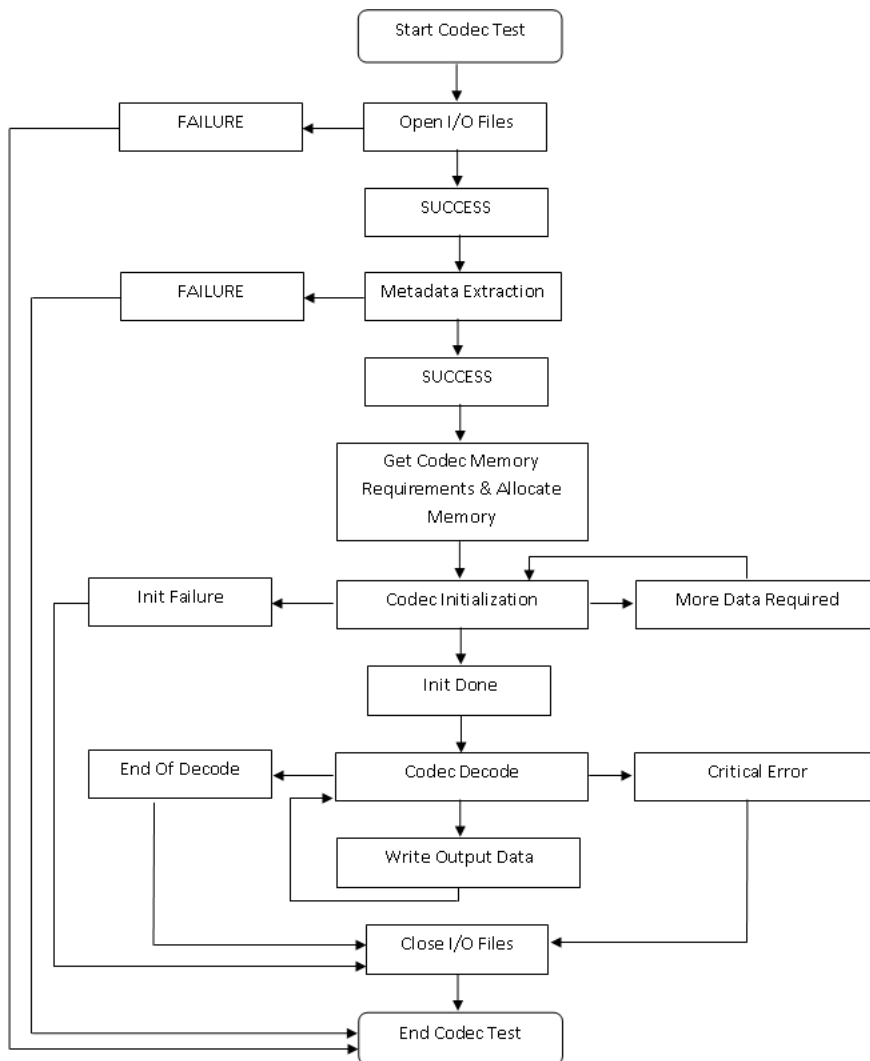 Start Codec Test
FAILURE
Open I/O Files
SUCCESS
FAILURE
Metadata Extraction
SUCCESS
Get Codec Memory
Requirements & Allocate
Memory
Init Failure
Codec Initialization
More Data Required
Init Done
End Of Decode
Codec Decode
Critical Error
Write Output Data
Close I/O Files
End Codec Test